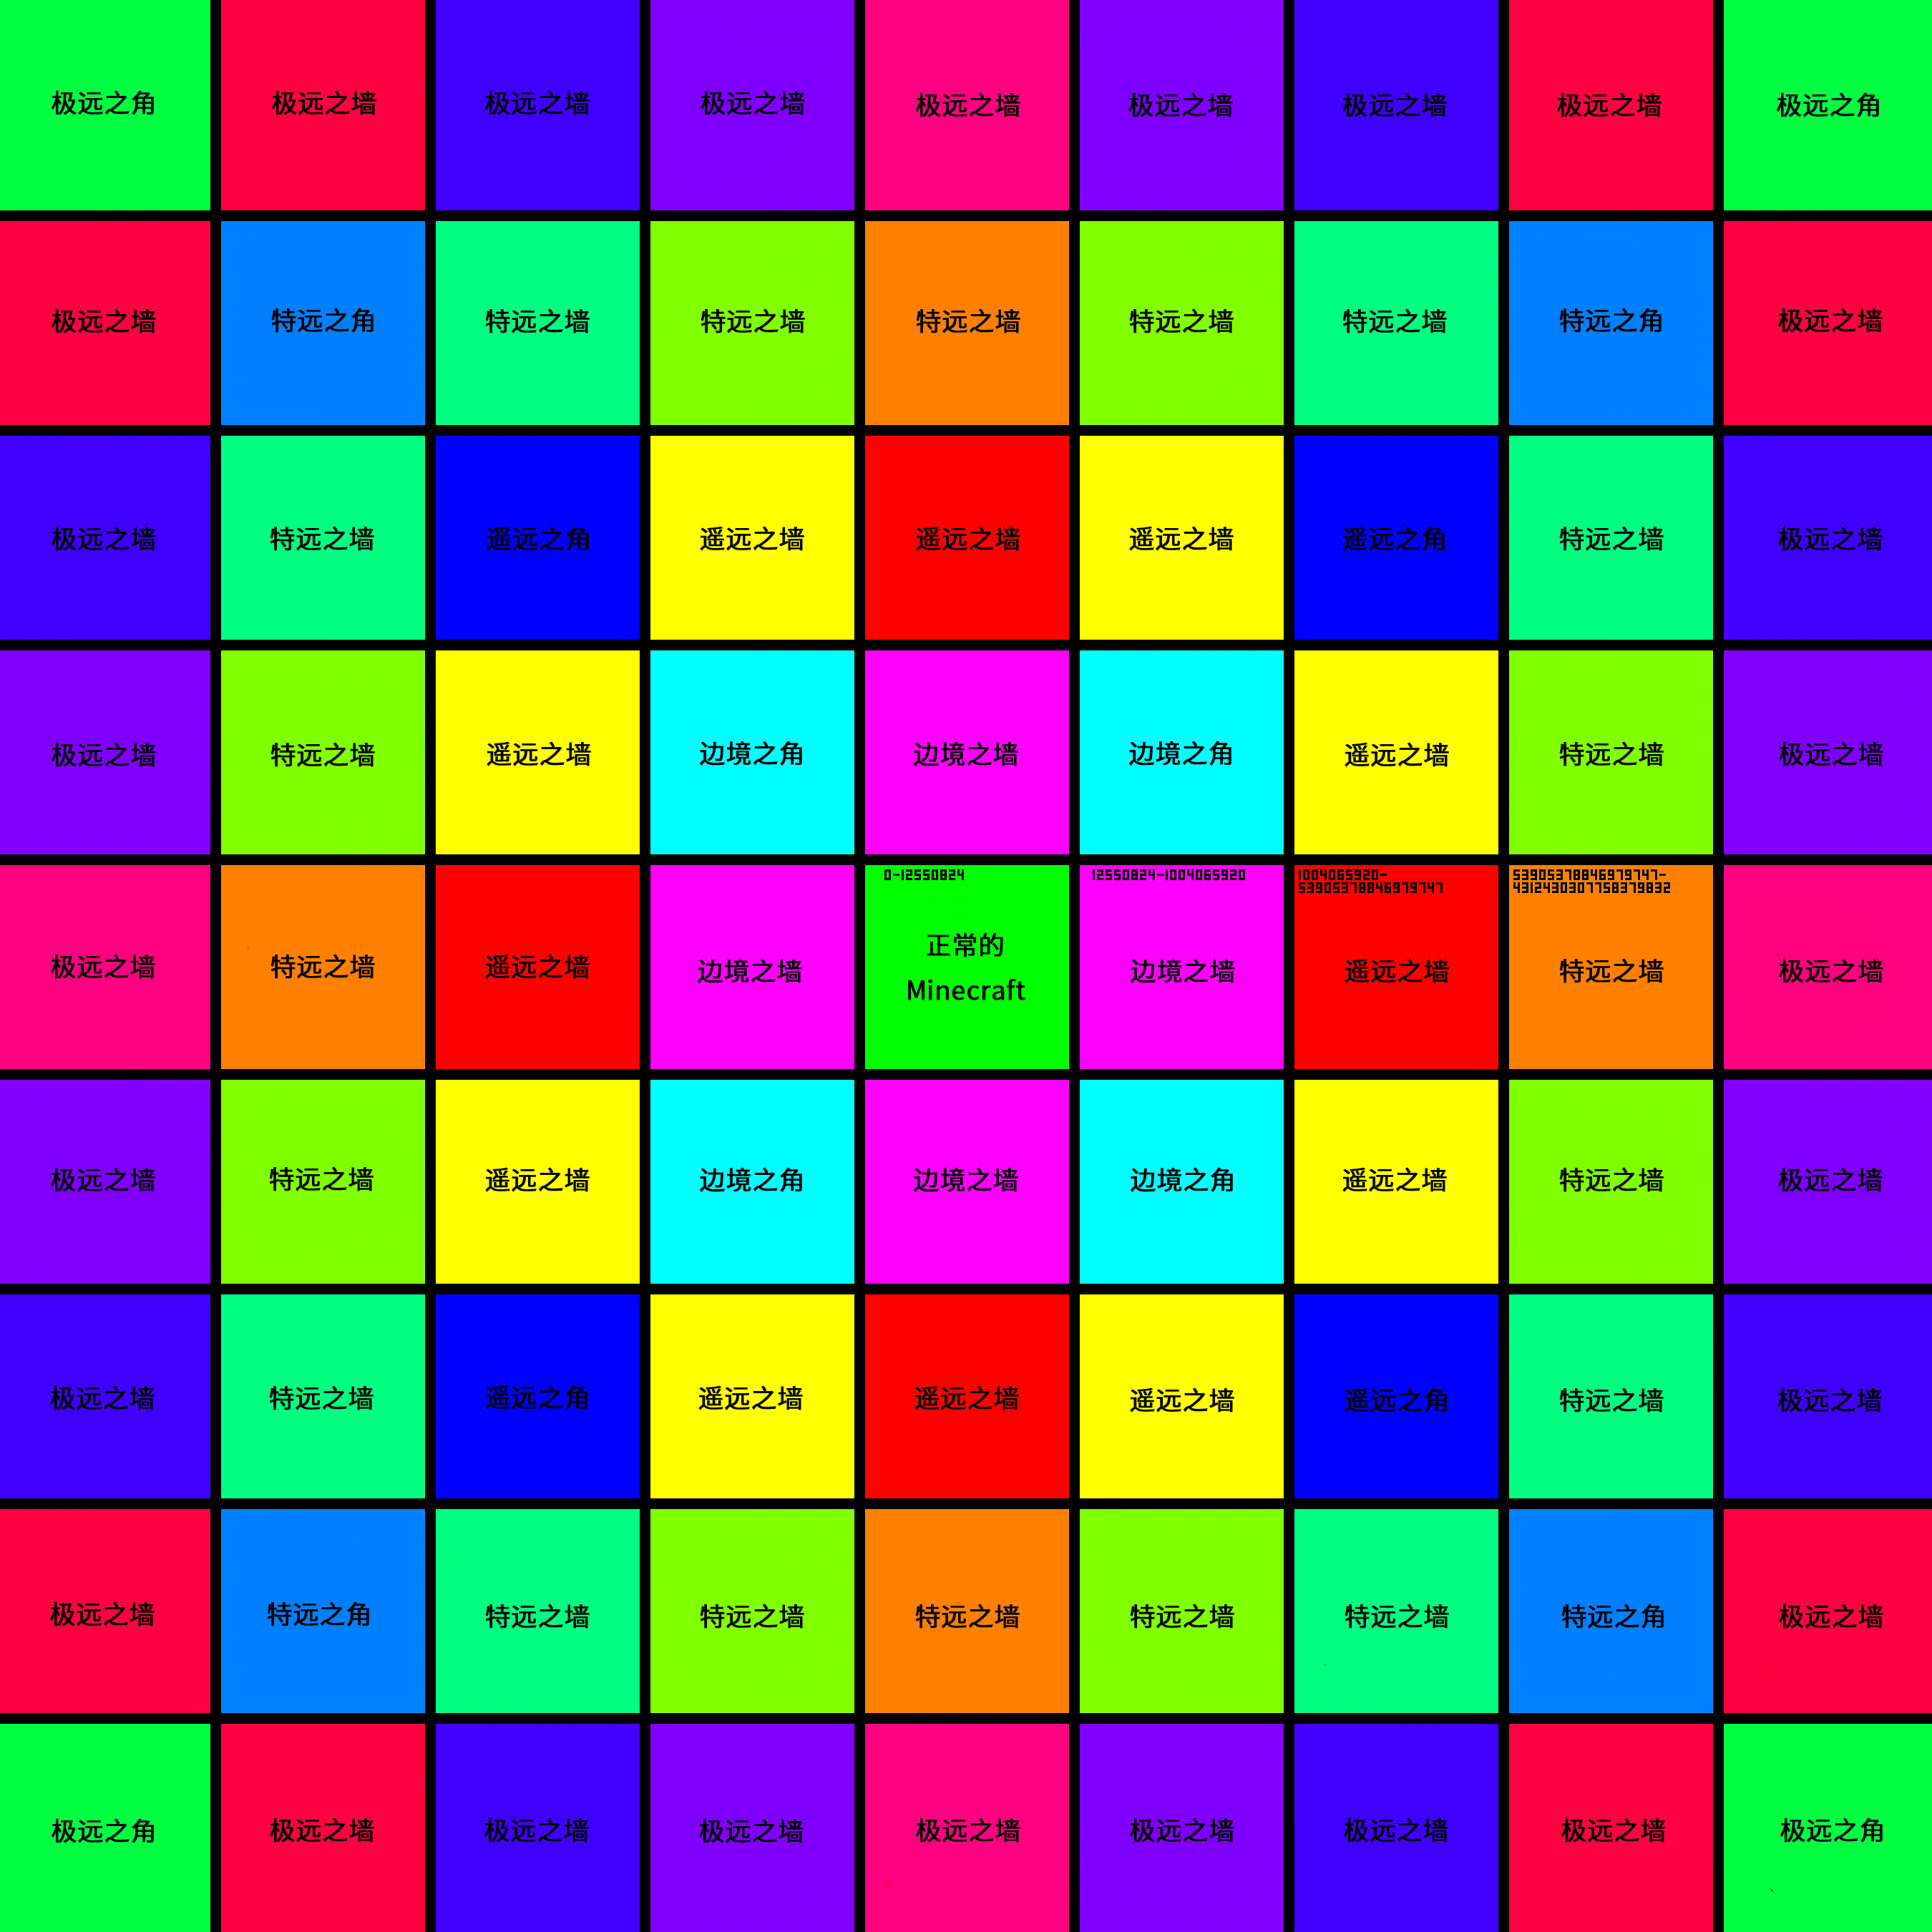 极远之角 极远之墙 极远之墙 极远之墙 极远之墙 极远之墙 极远之墙 极远之墙 极远之角
极远之墙 特远之角 特远之墙 特远之墙 特远之墙 特远之墙 特远之墙 特远之角 极远之墙
极远之墙 特远之墙 遥远之角 遥远之墙 遥远之墙 遥远之墙 遥远之角 特远之墙 极远之墙
极远之墙 特远之墙 遥远之墙 边境之角 边境之墙 边境之角 遥远之墙 特远之墙 极远之墙
0-12550824 12550824-1004065920 1004065920- 53905378846979747-
53905378846979747 4312430307758379832
正常的
极远之墙 特远之墙 遥远之墙 边境之墙 Minecraft 边境之墙 遥远之墙 特远之墙 极远之墙
极远之墙 特远之墙 遥远之墙 边境之角 边境之墙 边境之角 遥远之墙 特远之墙 极远之墙
极远之墙 特远之墙 遥远之角 遥远之墙 遥远之墙 遥远之墙 遥远之角 特远之墙 极远之墙
极远之墙 特远之角 特远之墙 特远之墙 特远之墙 特远之墙 特远之墙 特远之角 极远之墙
极远之角 极远之墙 极远之墙 极远之墙 极远之墙 极远之墙 极远之墙 极远之墙 极远之角